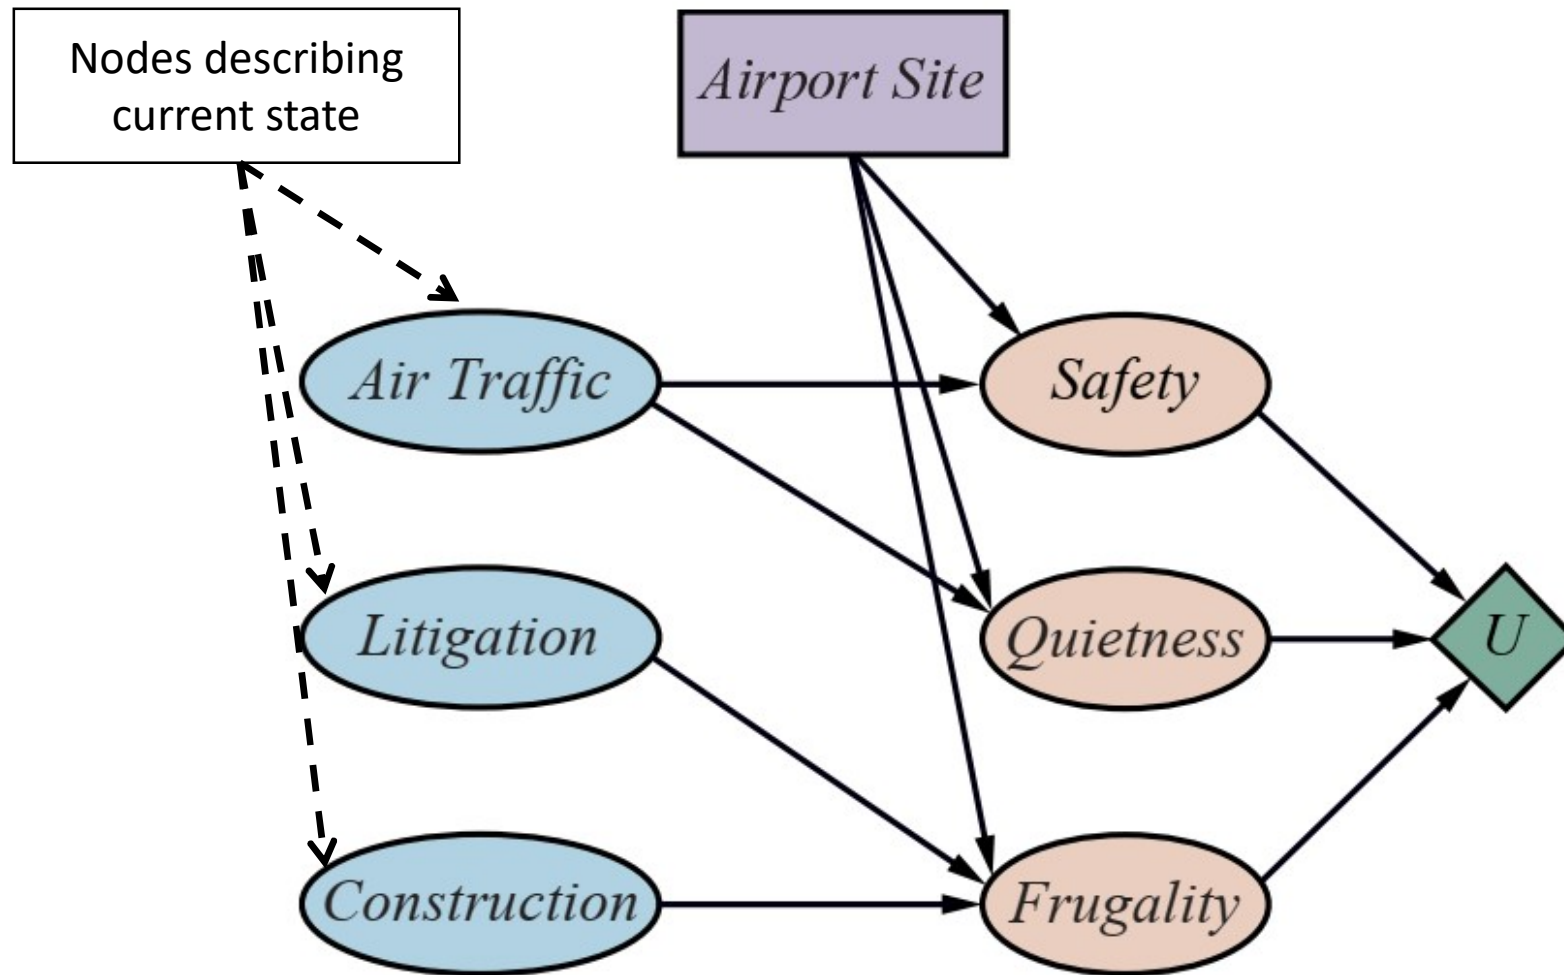 Nodes describing
current state
Airport Site
Air Traffic
Safety
Litigation
Quietness
U
Construction
Frugality